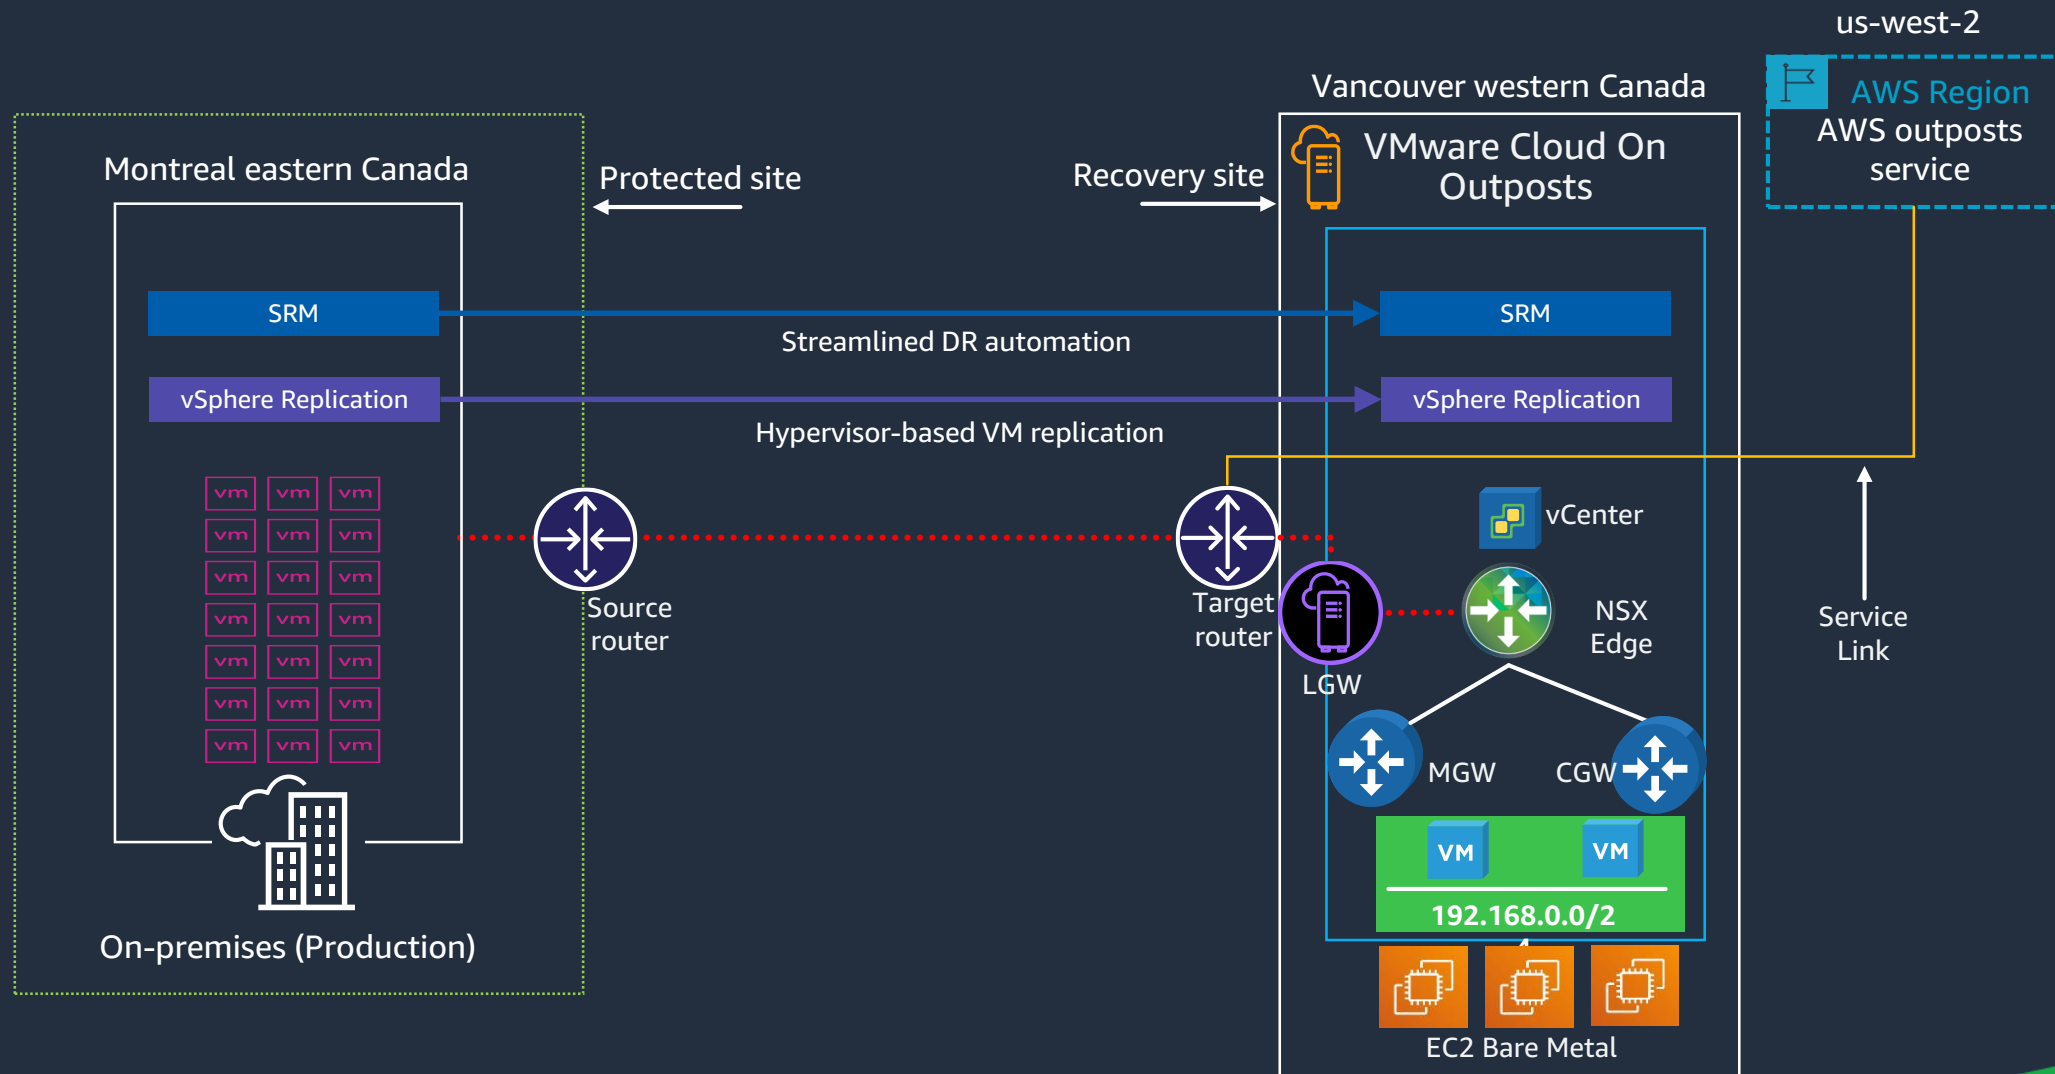 us-west-2
AWS Region
AWS outposts
service
Vancouver western Canada
VMware Cloud On
Outposts
Montreal eastern Canada
Protected site
Recovery site
SRM
SRM
Streamlined DR automation
vSphere Replication
vSphere Replication
Hypervisor-based VM replication
vm vm vm
vm vm vm
vm vm vm
vm vm vm
vm vm vm
vm vm vm
vm vm vm
Source
router
Target
router
LGW
vCenter
NSX
Edge
Service
Link
MGW
CGW
VM
VM
192.168.0.0/2
On-premises (Production)
EC2 Bare Metal